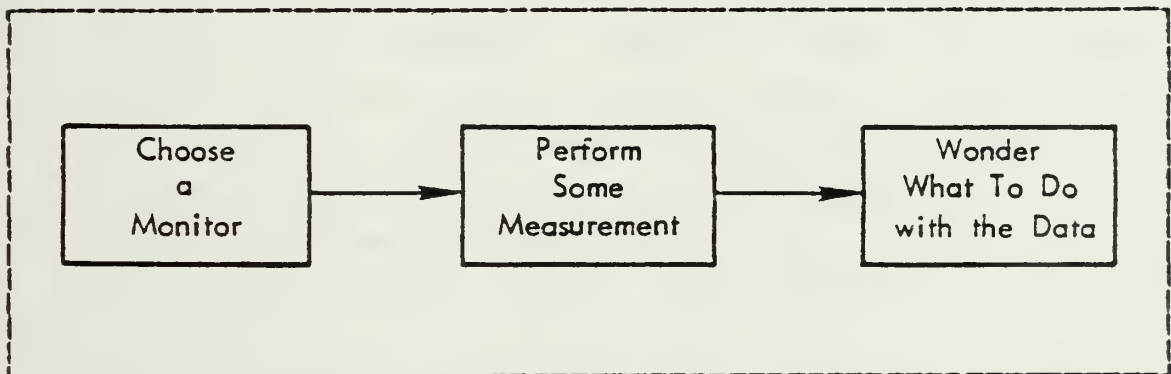 Choose
a
Monitor
Perform
Some
Measurement
Wonder
What To Do
with the Data